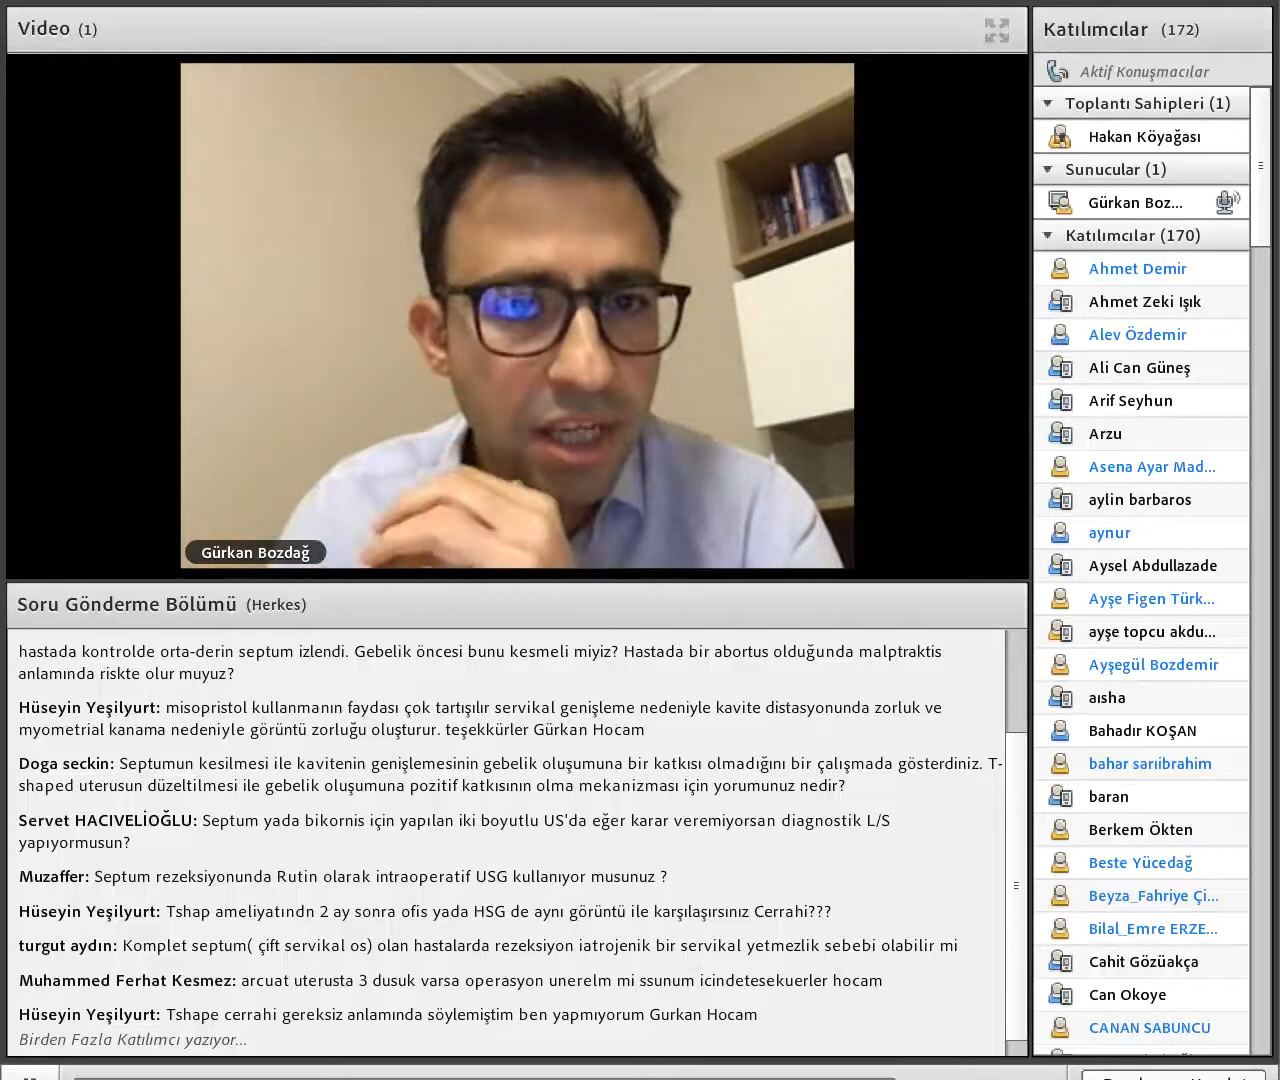 Video (1)
Gürkan Bozdağ
Soru Gönderme Bölümü (Herkes)
hastada kontrolde orta-derin septum izlendi. Gebelik öncesi bunu kesmeli miyiz? Hastada bir abortus olduğunda malptraktis
anlamında riskte olur muyuz?
Hüseyin Yeşilyurt: misopristol kullanmanın faydası çok tartışılır servikal genişleme nedeniyle kavite distasyonunda zorluk ve
myometrial kanama nedeniyle görüntü zorluğu oluşturur. teşekkürler Gürkan Hocam
Doga seckin: Septumun kesilmesi ile kavitenin genişlemesinin gebelik oluşumuna bir katkısı olmadığını bir çalışmada gösterdiniz. T-
shaped uterusun düzeltilmesi ile gebelik oluşumuna pozitif katkısının olma mekanizması için yorumunuz nedir?
Servet HACIVELİOĞLU: Septum yada bikornis için yapılan iki boyutlu US'da eğer karar veremiyorsan diagnostik L/S
yapıyormusun?
Muzaffer: Septum rezeksiyonunda Rutin olarak intraoperatif USG kullanıyor musunuz ?
Hüseyin Yeşilyurt: Tshap ameliyatındn 2 ay sonra ofis yada HSG de aynı görüntü ile karşılaşırsınız Cerrahi???
turgut aydın: Komplet septum( çift servikal os) olan hastalarda rezeksiyon iatrojenik bir servikal yetmezlik sebebi olabilir mi
Muhammed Ferhat Kesmez: arcuat uterusta 3 dusuk varsa operasyon unerelm mi ssunum icindetesekuerler hocam
Hüseyin Yeşilyurt: Tshape cerrahi gereksiz anlamında söylemiştim ben yapmıyorum Gurkan Hocam
Birden Fazla Katılımcı yazıyor...
Katılımcılar (172)
Aktif Konuşmacılar
Toplantı Sahipleri (1)
Hakan Köyağası
Sunucular (1)
Gürkan Boz...
Katılımcılar (170)
Ahmet Demir
Ahmet Zeki Işık
Alev Özdemir
Ali Can Güneş
Arif Seyhun
Arzu
Asena Ayar Mad...
aylin barbaros
aynur
Aysel Abdullazade
Ayşe Figen Türk...
ayşe topcu akdu...
Ayşegül Bozdemir
aısha
Bahadır KOŞAN
bahar sarıibrahim
baran
Berkem Ökten
Beste Yücedağ
Beyza_Fahriye Çi...
Bilal_Emre ERZE...
Cahit Gözüakça
Can Okoye
CANAN SABUNCU